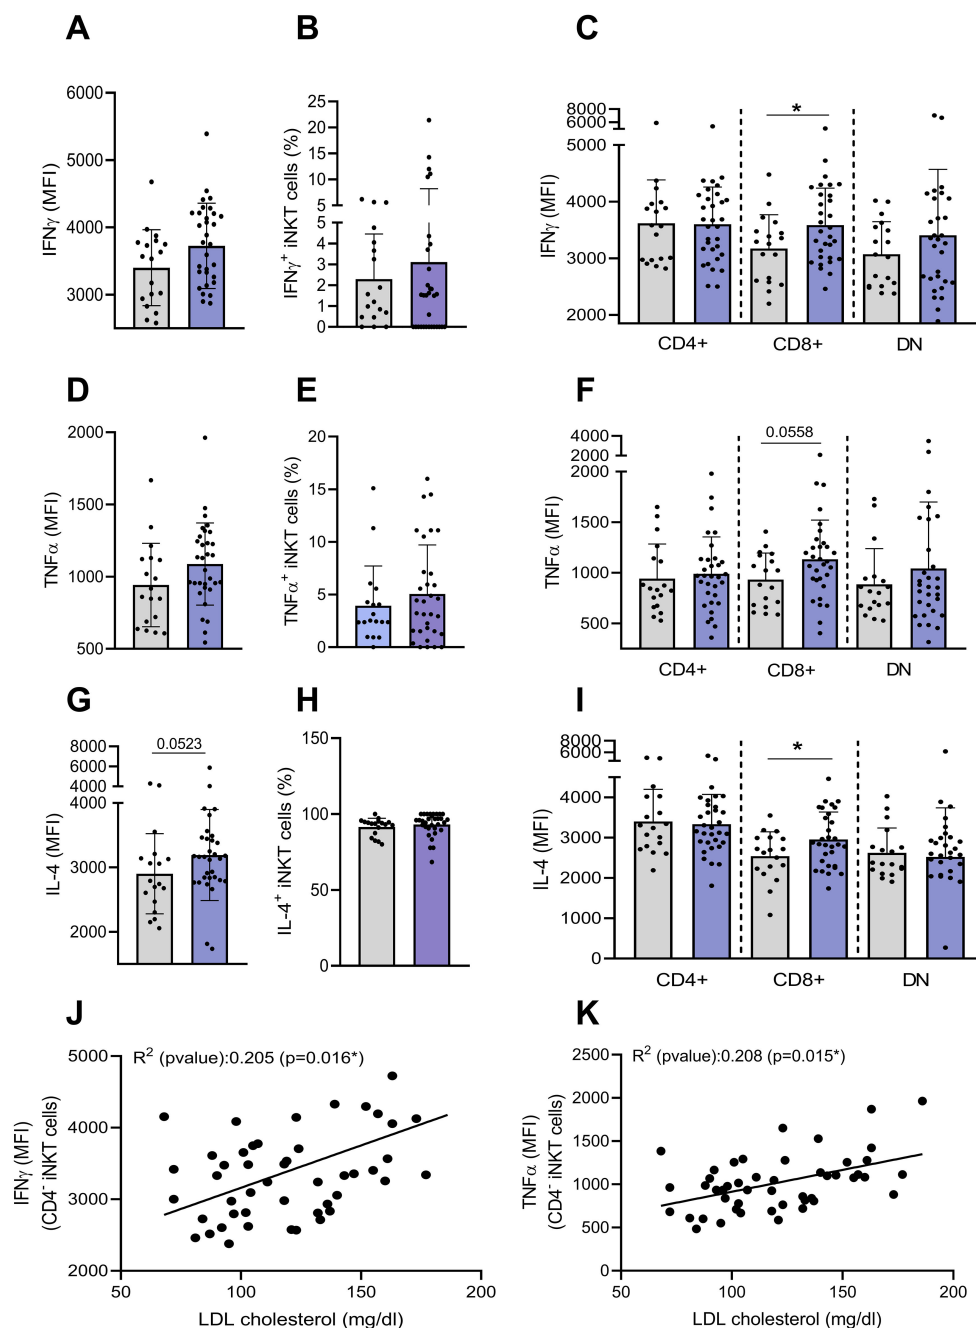 A
B
C
IFNγ (MFI)
6000
5000
4000
3000
IFNγ⁺ iNKT cells (%)
25
20
15
10
5
5
4
3
2
1
0
IFNγ (MFI)
8000
6000
5000
4000
3000
2000
*
CD4+
CD8+
DN
D
E
F
TNFα (MFI)
2000
1500
1000
500
TNFα⁺ iNKT cells (%)
20
15
10
5
0
TNFα (MFI)
4000
2000
2000
1500
1000
500
0.0558
CD4+
CD8+
DN
G
H
I
IL-4 (MFI)
8000
6000
4000
4000
3000
2000
0.0523
IL-4⁺ iNKT cells (%)
150
100
50
0
IL-4 (MFI)
8000
6000
4000
3000
2000
1000
0
*
CD4+
CD8+
DN
J
K
R² (pvalue):0.205 (p=0.016*)
IFNγ (MFI)
(CD4⁻ iNKT cells)
5000
4000
3000
2000
50
100
150
200
LDL cholesterol (mg/dl)
R² (pvalue):0.208 (p=0.015*)
TNFα (MFI)
(CD4⁻ iNKT cells)
2500
2000
1500
1000
500
0
50
100
150
200
LDL cholesterol (mg/dl)